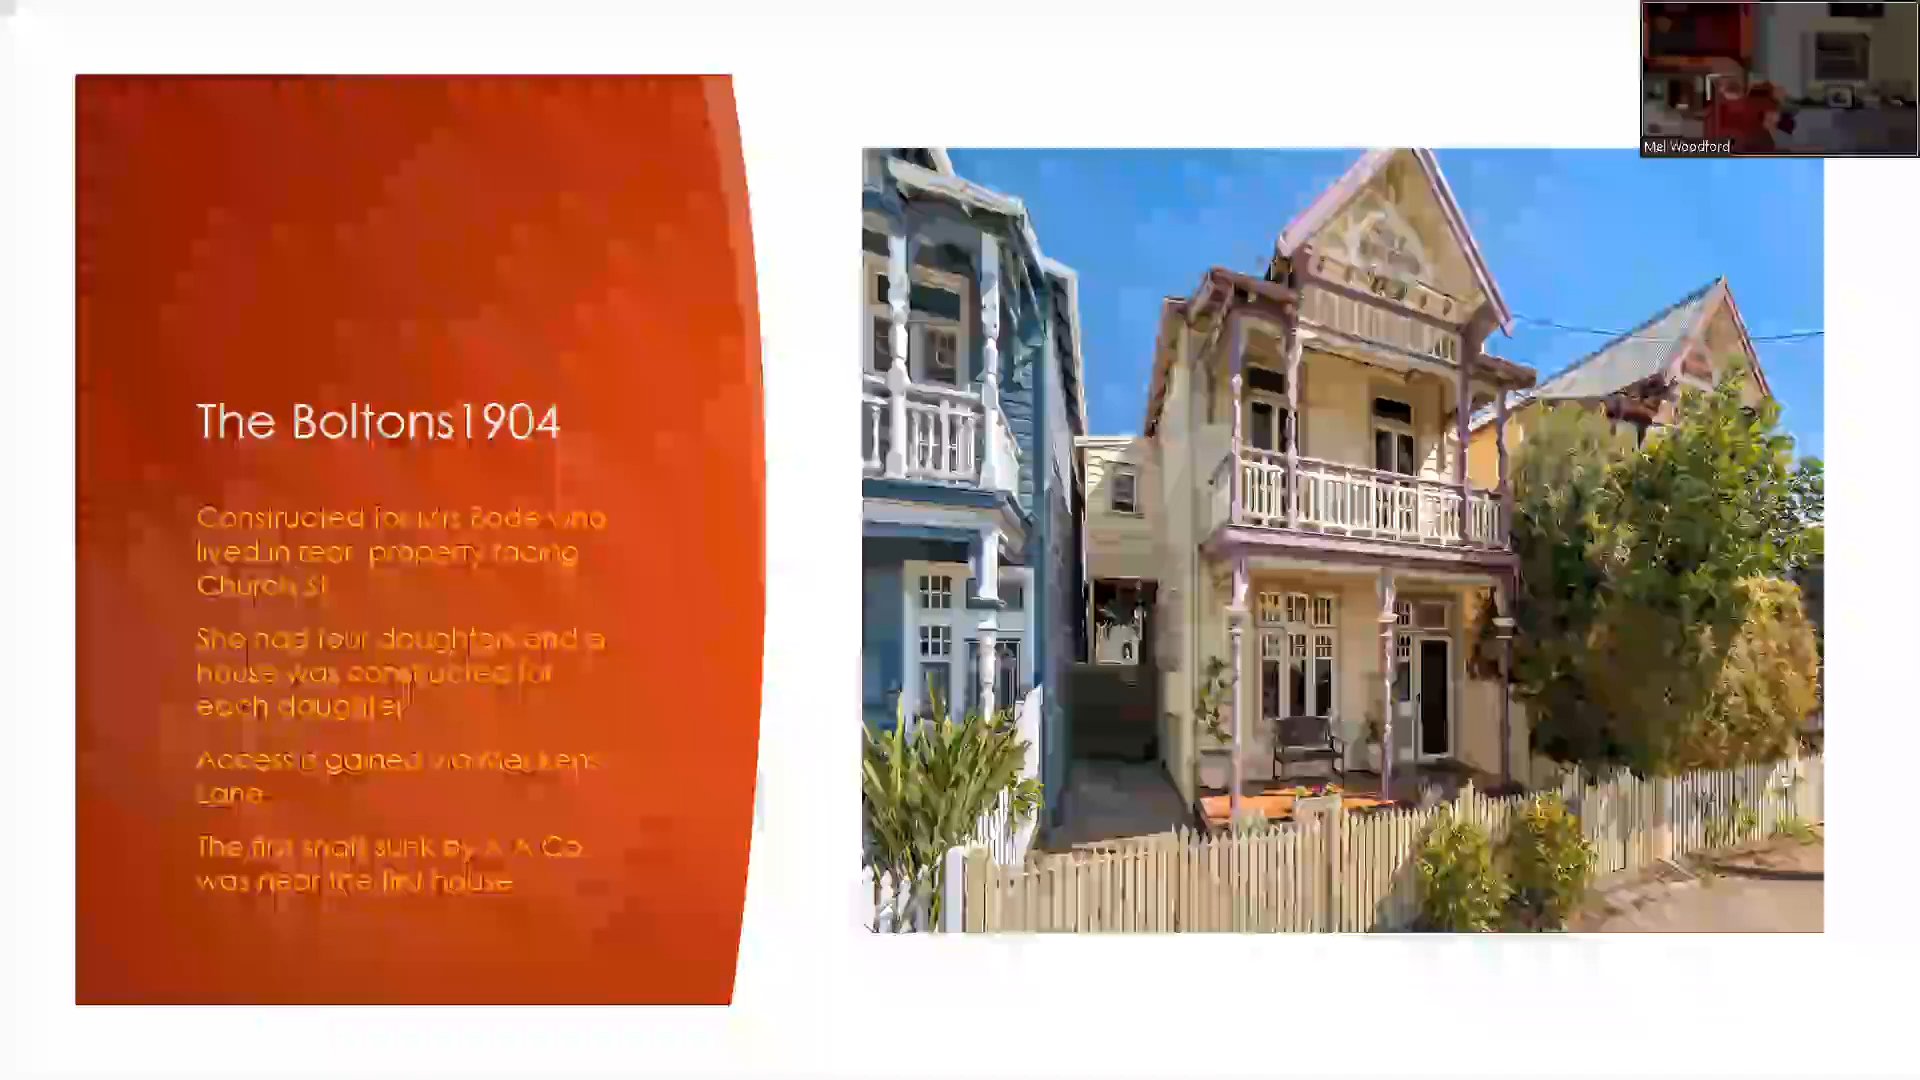 Mel Woodford
The Boltons1904
Constructed for Mrs Bode who
lived in rear property facing
Church St
She had four daughters and a
house was constructed for
each daughter
Access is gained via
Lane
The first shaft sunk by A A Co
was near the first house